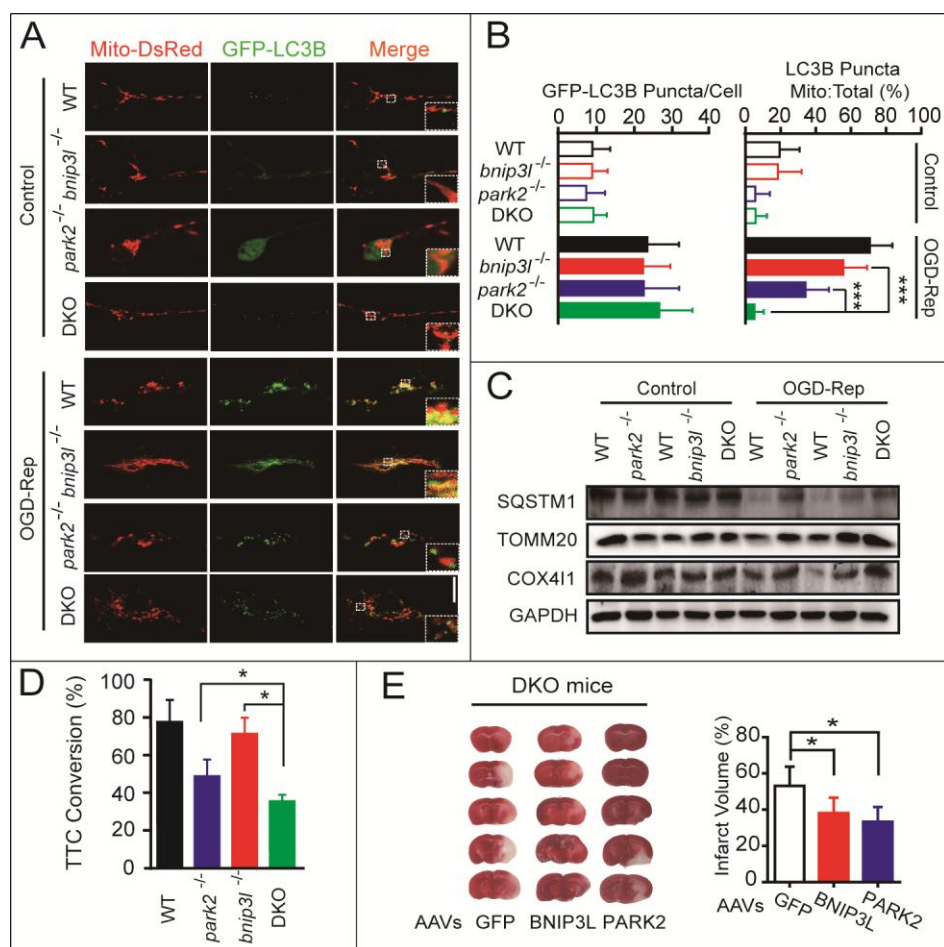 A
Mito-DsRed GFP-LC3B Merge
Control
WT
bnip3l -/-
park2 -/-
DKO
OGD-Rep
WT
bnip3l -/-
park2 -/-
DKO
B
GFP-LC3B Puncta/Cell
0 10 20 30 40
LC3B Puncta
Mito:Total (%)
0 20 40 60 80 100
WT
bnip3l -/-
park2 -/-
DKO
Control
WT
bnip3l -/-
park2 -/-
DKO
OGD-Rep
***
***
C
Control OGD-Rep
WT park2 -/- WT bnip3l -/- DKO WT park2 -/- WT bnip3l -/- DKO
SQSTM1
TOMM20
COX4I1
GAPDH
D
TTC Conversion (%)
80
60
40
20
0
*
*
WT park2 -/- bnip3l -/- DKO
E
DKO mice
AAVs GFP BNIP3L PARK2
Infarct Volume (%)
80
60
40
20
0
*
*
AAVs GFP BNIP3L PARK2